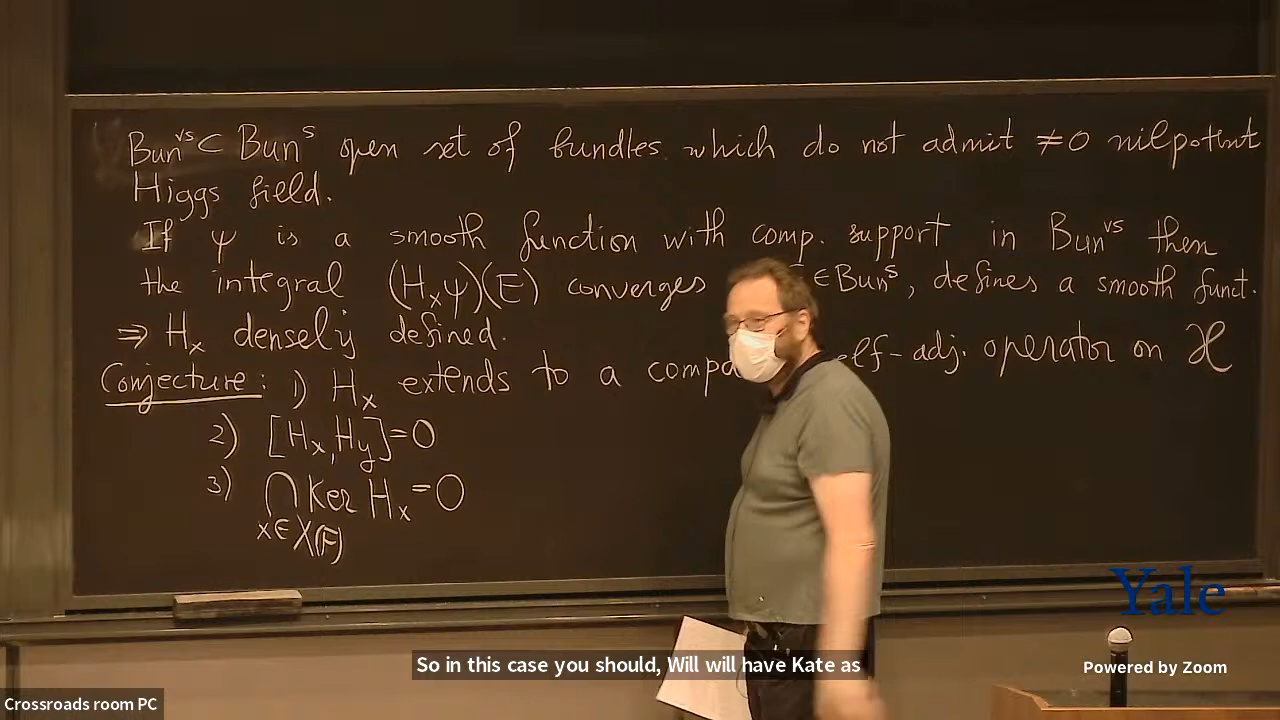 Bun^vs ⊂ Bun^s open set of bundles which do not admit ≠0 nilpotent
Higgs field.
If ψ is a smooth function with comp. support in Bun^vs then
the integral (H_xψ)(E) converges ∈Bun^s, defines a smooth funct.
⇒ H_x densely defined.
Conjecture: 1) H_x extends to a elf-adj. operator on ℋ
2) [H_x, H_y]=0
3) ⋂ Ker H_x = 0
x∈X(F)
Yale
So in this case you should, Will will have Kate as
Powered by Zoom
Crossroads room PC